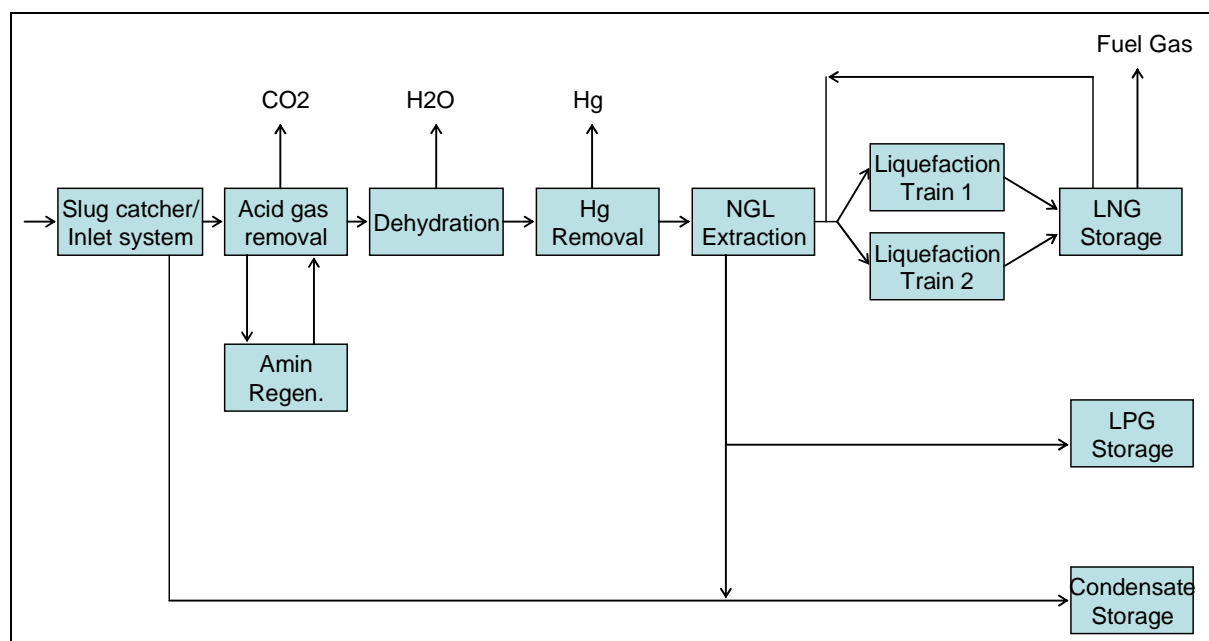 Fuel Gas
CO2
H2O
Hg
Slug catcher/
Inlet system
Acid gas
removal
Dehydration
Hg
Removal
NGL
Extraction
Liquefaction
Train 1
Liquefaction
Train 2
LNG
Storage
Amin
Regen.
LPG
Storage
Condensate
Storage